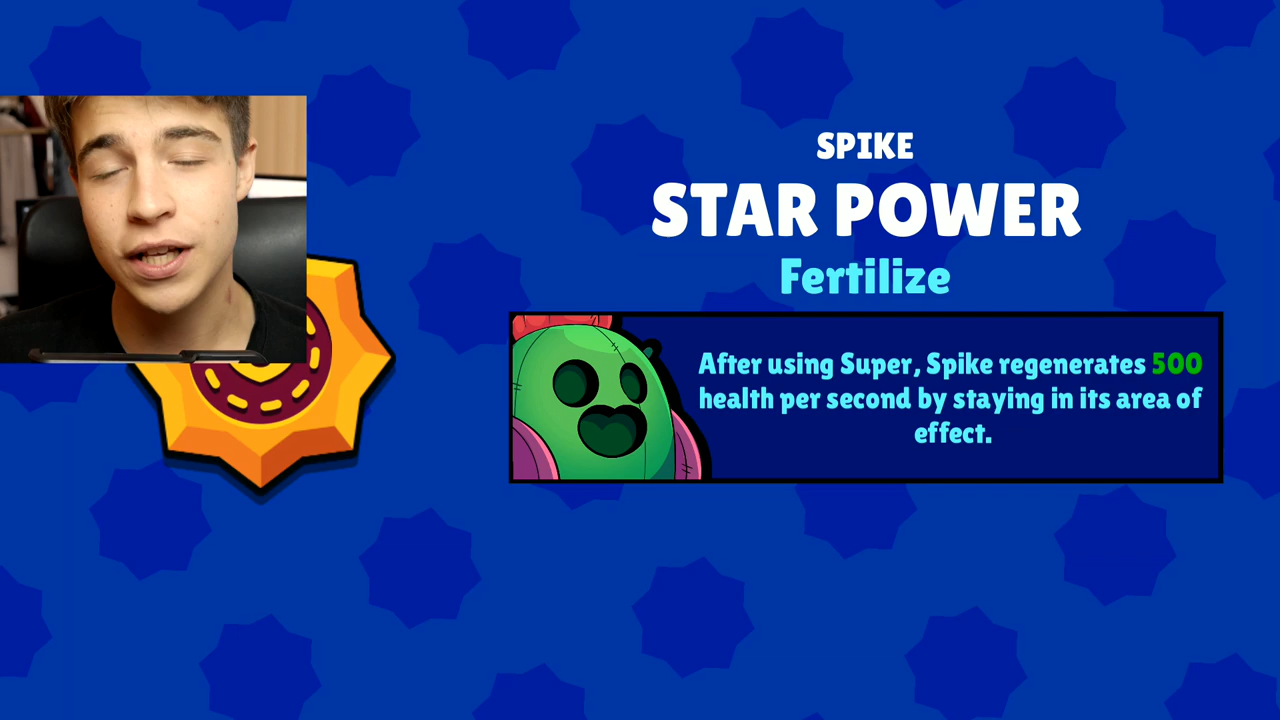 SPIKE
STAR POWER
Fertilize
After using Super, Spike regenerates 500
health per second by staying in its area of
effect.